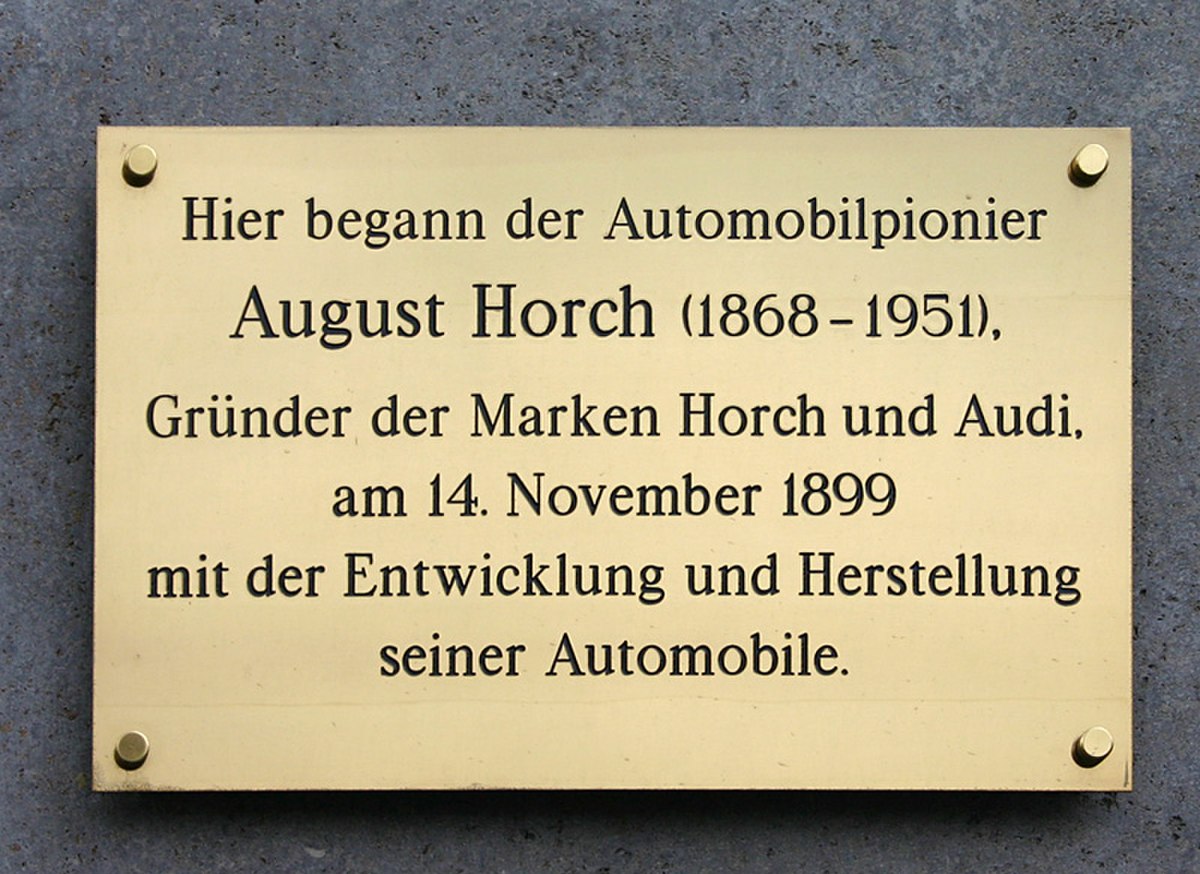 Hier begann der Automobilpionier
August Horch (1868–1951),
Gründer der Marken Horch und Audi,
am 14. November 1899
mit der Entwicklung und Herstellung
seiner Automobile.